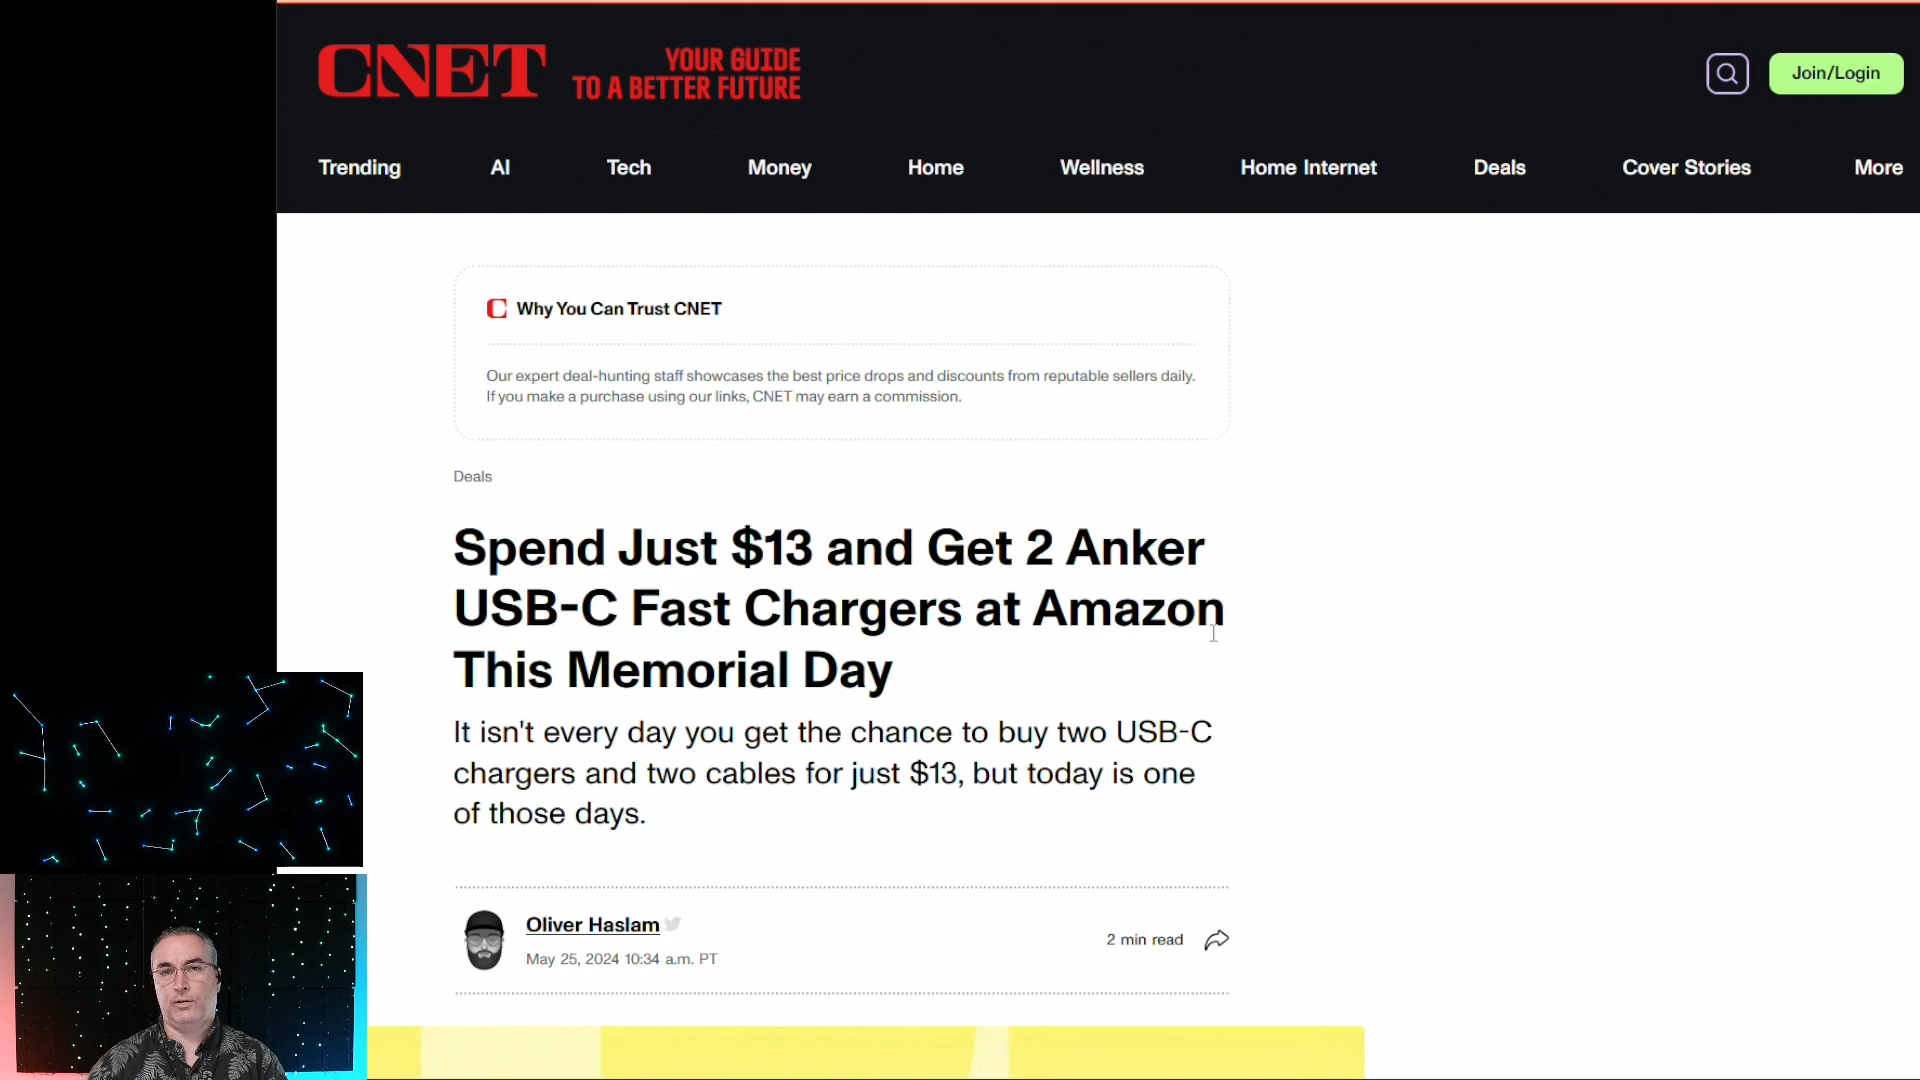 CNET
YOUR GUIDE
TO A BETTER FUTURE
Join/Login
Trending AI Tech Money Home Wellness Home Internet Deals Cover Stories More
Why You Can Trust CNET
Our expert deal-hunting staff showcases the best price drops and discounts from reputable sellers daily.
If you make a purchase using our links, CNET may earn a commission.
Deals
Spend Just $13 and Get 2 Anker
USB-C Fast Chargers at Amazon
This Memorial Day
It isn't every day you get the chance to buy two USB-C
chargers and two cables for just $13, but today is one
of those days.
Oliver Haslam
May 25, 2024 10:34 a.m. PT
2 min read